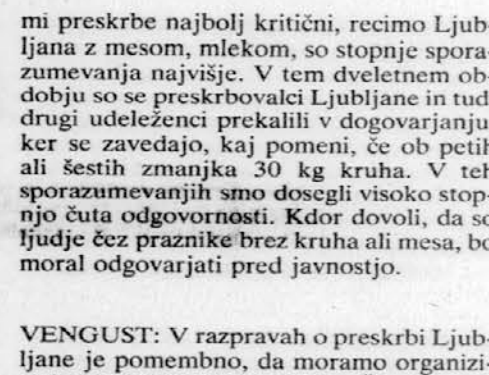 mi preskrbe najbolj kritični, recimo Ljub-
ljana z mesom, mlekom, so stopnje spora-
zumevanja najvišje. V tem dveletnem ob-
dobju so se preskrbovalci Ljubljane in tud
drugi udeleženci prekalili v dogovarjanju
ker se zavedajo, kaj pomeni, če ob petih
ali šestih zmanjka 30 kg kruha. V teh
sporazumevanjih smo dosegli visoko stop-
njo čuta odgovornosti. Kdor dovoli, da so
ljudje čez praznike brez kruha ali mesa, bo
moral odgovarjati pred javnostjo.
VENGUST: V razpravah o preskrbi Ljub-
ljane je pomembno, da moramo organizi-